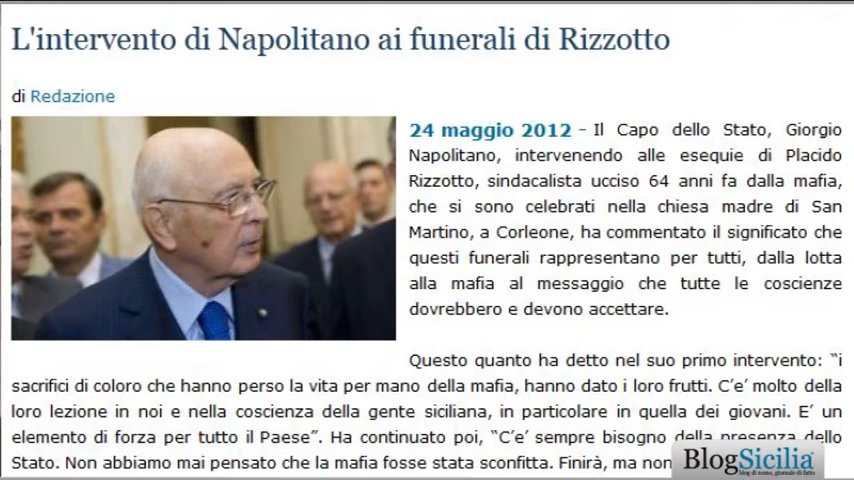 L'intervento di Napolitano ai funerali di Rizzotto
di Redazione
24 maggio 2012 - Il Capo dello Stato, Giorgio
Napolitano, intervenendo alle esequie di Placido
Rizzotto, sindacalista ucciso 64 anni fa dalla mafia,
che si sono celebrati nella chiesa madre di San
Martino, a Corleone, ha commentato il significato che
questi funerali rappresentano per tutti, dalla lotta
alla mafia al messaggio che tutte le coscienze
dovrebbero e devono accettare.
Questo quanto ha detto nel suo primo intervento: “i
sacrifici di coloro che hanno perso la vita per mano della mafia, hanno dato i loro frutti. C’e’ molto della
loro lezione in noi e nella coscienza della gente siciliana, in particolare in quella dei giovani. E’ un
elemento di forza per tutto il Paese”. Ha continuato poi, “C’e’ sempre bisogno della presenza dello
Stato. Non abbiamo mai pensato che la mafia fosse stata sconfitta. Finirà, ma non
BlogSicilia
blog di nome, giornale di fatto